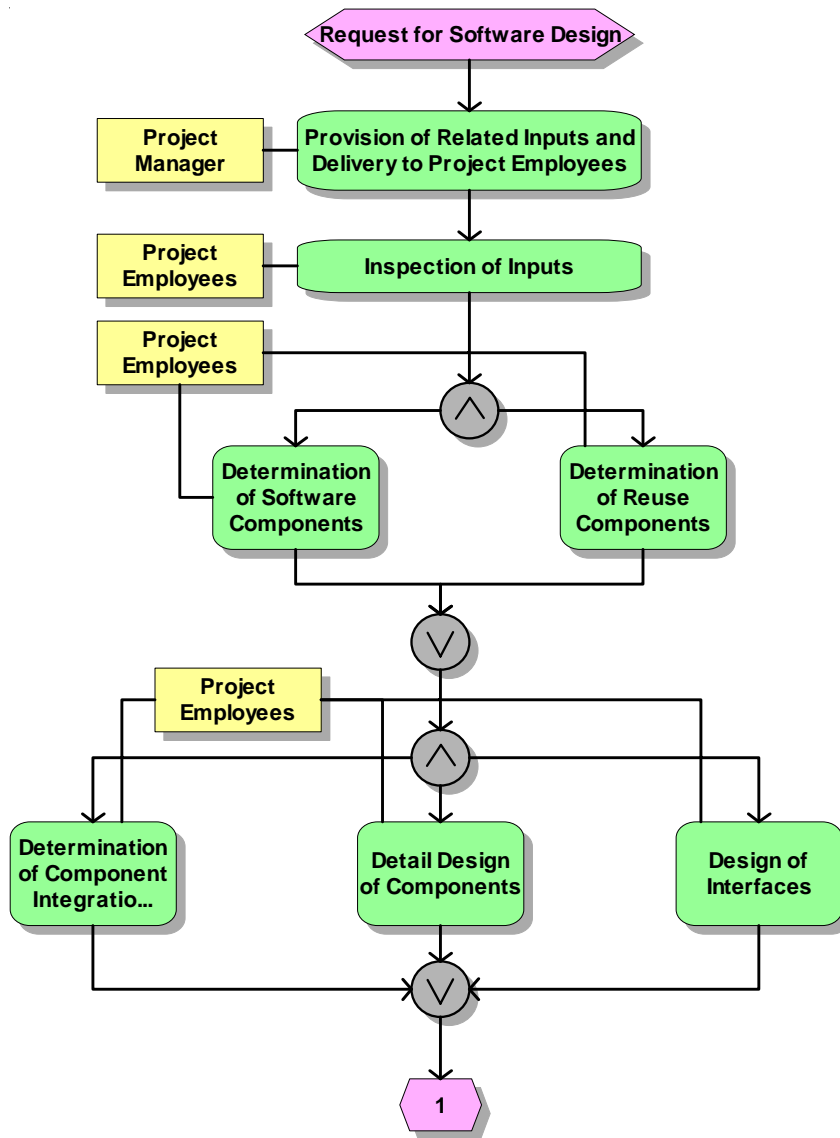 Request for Software Design
Project
Manager
Provision of Related Inputs and
Delivery to Project Employees
Project
Employees
Inspection of Inputs
Project
Employees
Determination
of Software
Components
Determination
of Reuse
Components
Project
Employees
Determination
of Component
Integratio...
Detail Design
of Components
Design of
Interfaces
1